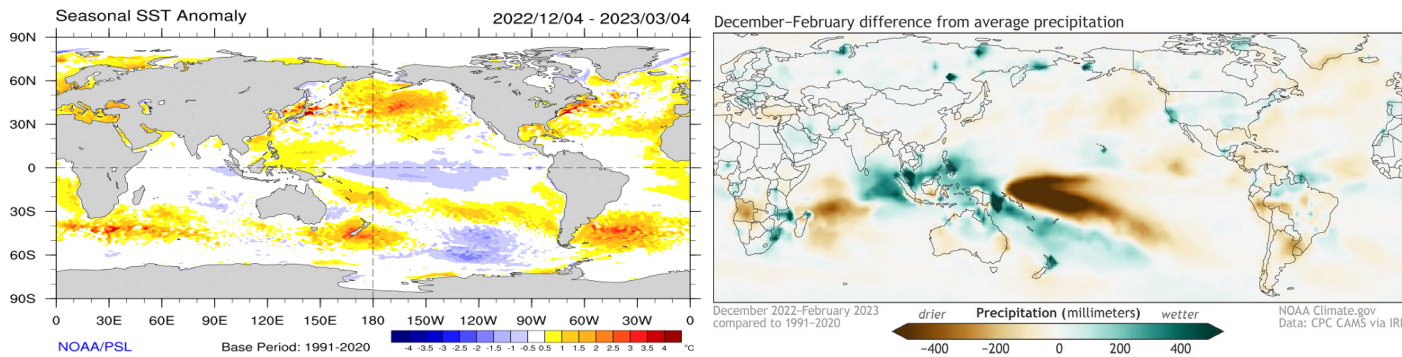 Seasonal SST Anomaly 2022/12/04 - 2023/03/04
90N
60N
30N
0
30S
60S
90S
0 30E 60E 90E 120E 150E 180 150W 120W 90W 60W 30W 0
NOAA/PSL Base Period: 1991-2020
-4 -3.5 -3 -2.5 -2 -1.5 -1 -0.5 0.5 1 1.5 2 2.5 3 3.5 4 °C
December–February difference from average precipitation
December 2022–February 2023
compared to 1991–2020
drier Precipitation (millimeters) wetter
−400 −200 0 200 400
NOAA Climate.gov
Data: CPC CAMS via IRI